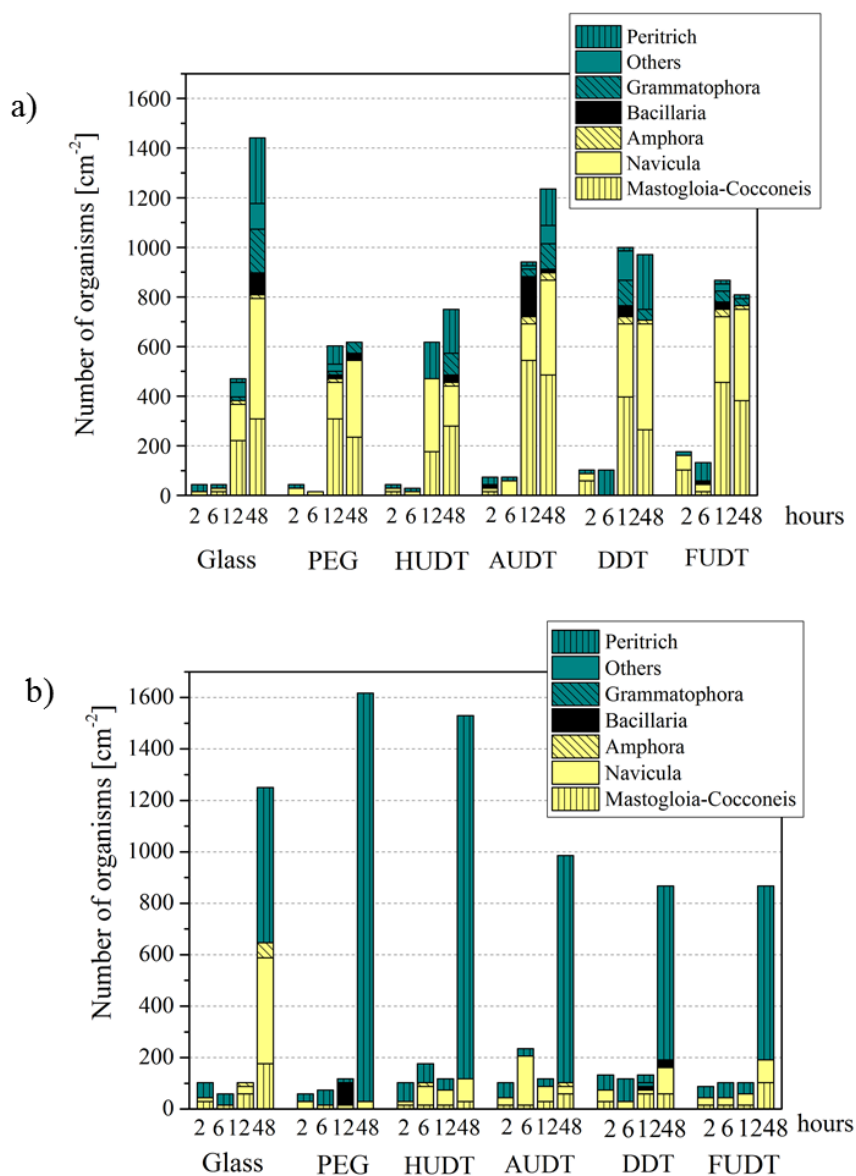 a)
Peritrich
Others
Grammatophora
Bacillaria
Amphora
Navicula
Mastogloia-Cocconeis
Number of organisms [cm-2]
1600
1400
1200
1000
800
600
400
200
0
2 6 12 48 2 6 12 48 2 6 12 48 2 6 12 48 2 6 12 48 2 6 12 48 hours
Glass PEG HUDT AUDT DDT FUDT
b)
Peritrich
Others
Grammatophora
Bacillaria
Amphora
Navicula
Mastogloia-Cocconeis
Number of organisms [cm-2]
1600
1400
1200
1000
800
600
400
200
0
2 6 12 48 2 6 12 48 2 6 12 48 2 6 12 48 2 6 12 48 2 6 12 48 hours
Glass PEG HUDT AUDT DDT FUDT